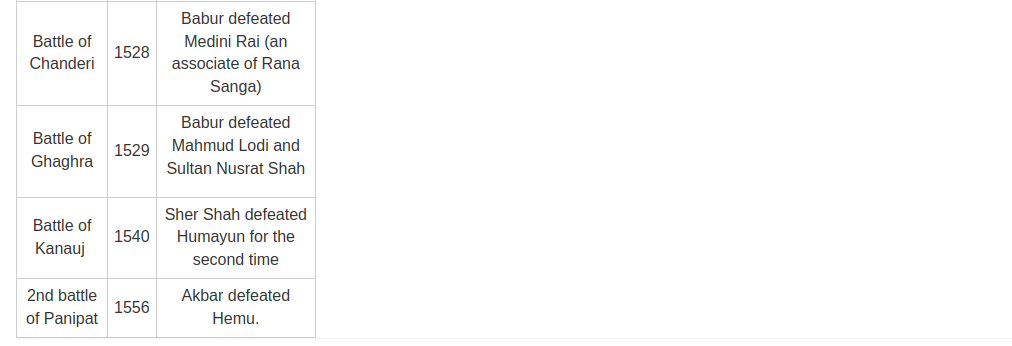 Battle of
Chanderi
1528
Babur defeated
Medini Rai (an
associate of Rana
Sanga)
Battle of
Ghaghra
1529
Babur defeated
Mahmud Lodi and
Sultan Nusrat Shah
Battle of
Kanauj
1540
Sher Shah defeated
Humayun for the
second time
2nd battle
of Panipat
1556
Akbar defeated
Hemu.